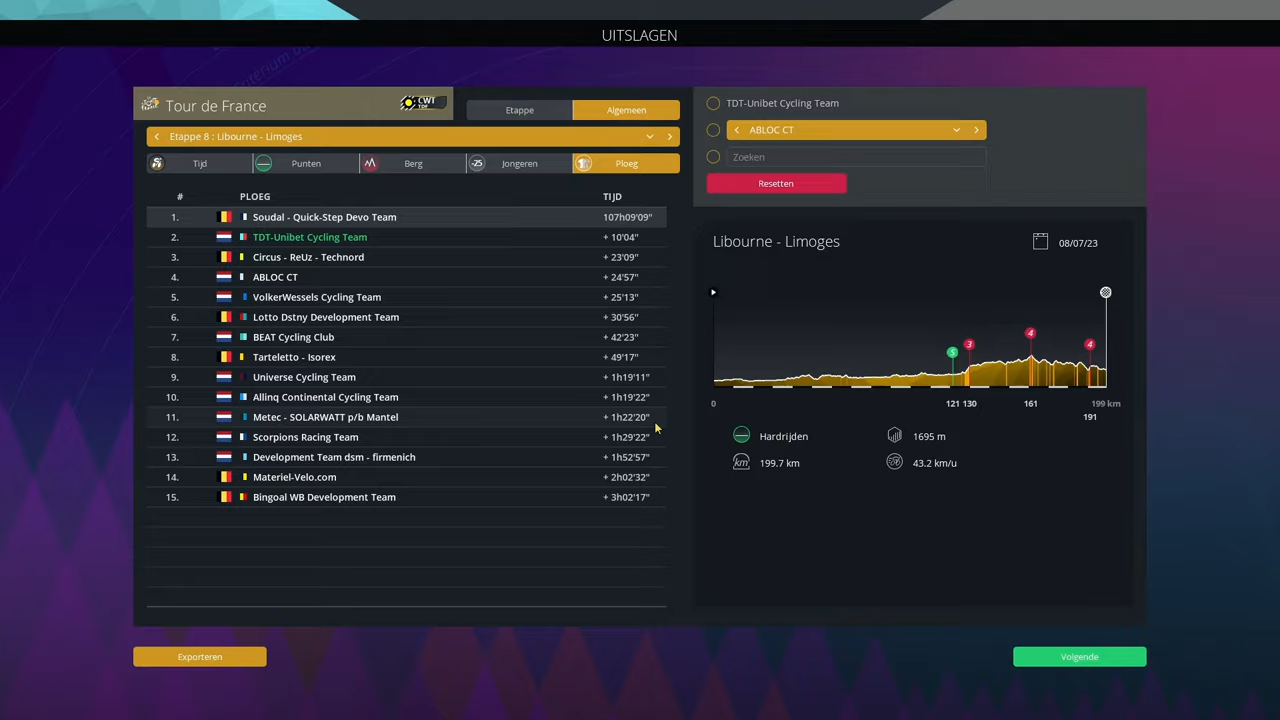 UITSLAGEN
Tour de France
CWT TDF
Etappe
Algemeen
Etappe 8 : Libourne - Limoges
Tijd
Punten
Berg
-25
Jongeren
Ploeg
# PLOEG TIJD
1. Soudal - Quick-Step Devo Team 107h09'09"
2. TDT-Unibet Cycling Team + 10'04"
3. Circus - ReUz - Technord + 23'09"
4. ABLOC CT + 24'57"
5. VolkerWessels Cycling Team + 25'13"
6. Lotto Dstny Development Team + 30'56"
7. BEAT Cycling Club + 42'23"
8. Tarteletto - Isorex + 49'17"
9. Universe Cycling Team + 1h19'11"
10. Allinq Continental Cycling Team + 1h19'22"
11. Metec - SOLARWATT p/b Mantel + 1h22'20"
12. Scorpions Racing Team + 1h29'22"
13. Development Team dsm - firmenich + 1h52'57"
14. Materiel-Velo.com + 2h02'32"
15. Bingoal WB Development Team + 3h02'17"
TDT-Unibet Cycling Team
ABLOC CT
Zoeken
Resetten
Libourne - Limoges
08/07/23
S 3 4 4
0 121 130 161 199 km
191
Hardrijden
1695 m
km 199.7 km
43.2 km/u
Exporteren
Volgende